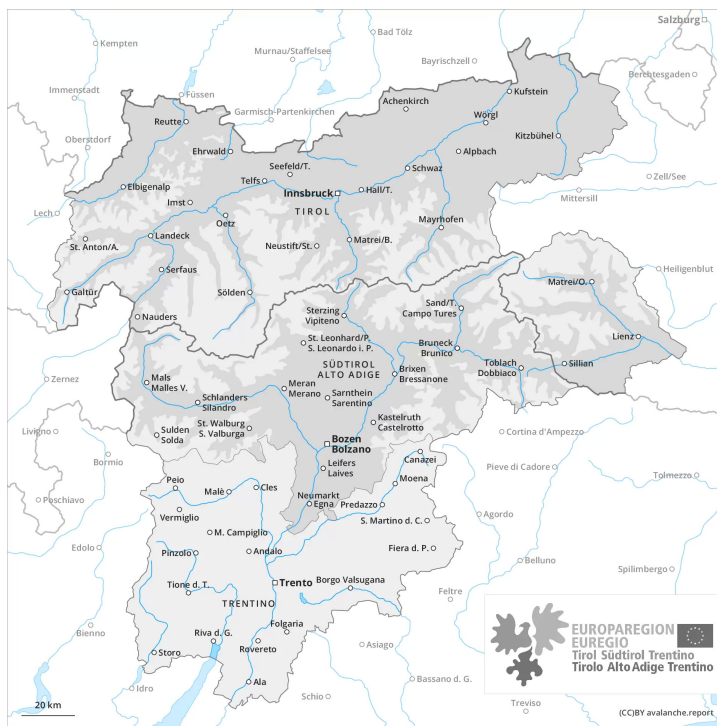 Salzburg
Kempten
Bad Tölz
Murnau/Staffelsee
Bayrischzell
Berchtesgaden
Immenstadt
Füssen
Garmisch-Partenkirchen
Achenkirch
Kufstein
Reutte
Wörgl
Oberstdorf
Ehrwald
Kitzbühel
Alpbach
Seefeld/T.
Schwaz
Zell/See
Telfs
Elbigenalp
Innsbruck
Hall/T.
Mittersill
Imst
TIROL
Lech
Oetz
Mayrhofen
Landeck
St. Anton/A.
Neustift/St.
Matrei/B.
Serfaus
Heiligenblut
Matrei/O.
Galtür
Sölden
Sand/T.
Campo Tures
Nauders
Sterzing
Vipiteno
Lienz
St. Leonhard/P.
S. Leonardo i. P.
Bruneck
Brunico
Toblach
Dobbiaco
Sillian
SÜDTIROL
ALTO ADIGE
Brixen
Bressanone
Zernez
Mals
Malles V.
Meran
Merano
Schlanders
Silandro
Sarnthein
Sarentino
Kastelruth
Castelrotto
St. Walburg
S. Valburga
Livigno
Sulden
Solda
Cortina d'Ampezzo
Bozen
Bolzano
Bormio
Canazei
Leifers
Laives
Pieve di Cadore
Tolmezzo
Peio
Moena
Malè
Cles
Neumarkt
Egna
Poschiavo
Predazzo
Vermiglio
Agordo
S. Martino d. C.
M. Campiglio
Edolo
Pinzolo
Andalo
Fiera d. P.
Belluno
Spilimbergo
Tione d. T.
Trento
Borgo Valsugana
Feltre
TRENTINO
Folgaria
Bienno
Riva d. G.
Rovereto
Asiago
Storo
Ala
Bassano d. G.
Idro
Schio
Treviso
EUROPAREGION
EUREGIO
Tirol Südtirol Trentino
Tirolo Alto Adige Trentino
20 km
(CC)BY avalanche.report